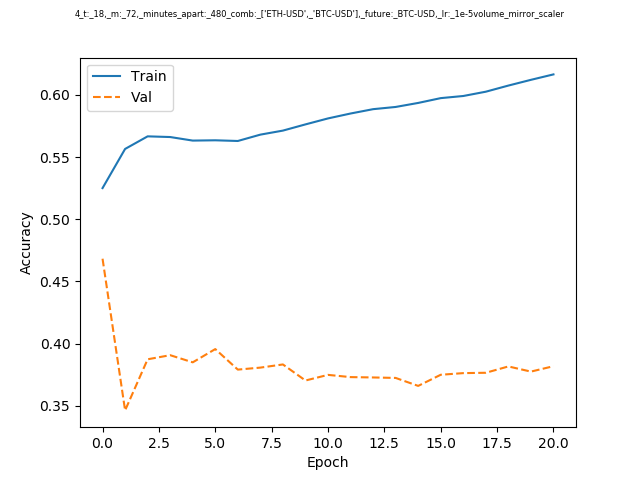 4_t:_18,_m:_72,_minutes_apart:_480_comb:_['ETH-USD',_'BTC-USD'],_future:_BTC-USD,_lr:_1e-5volume_mirror_scaler
Train
Val
0.60
0.55
0.50
0.45
0.40
0.35
Accuracy
0.0 2.5 5.0 7.5 10.0 12.5 15.0 17.5 20.0
Epoch